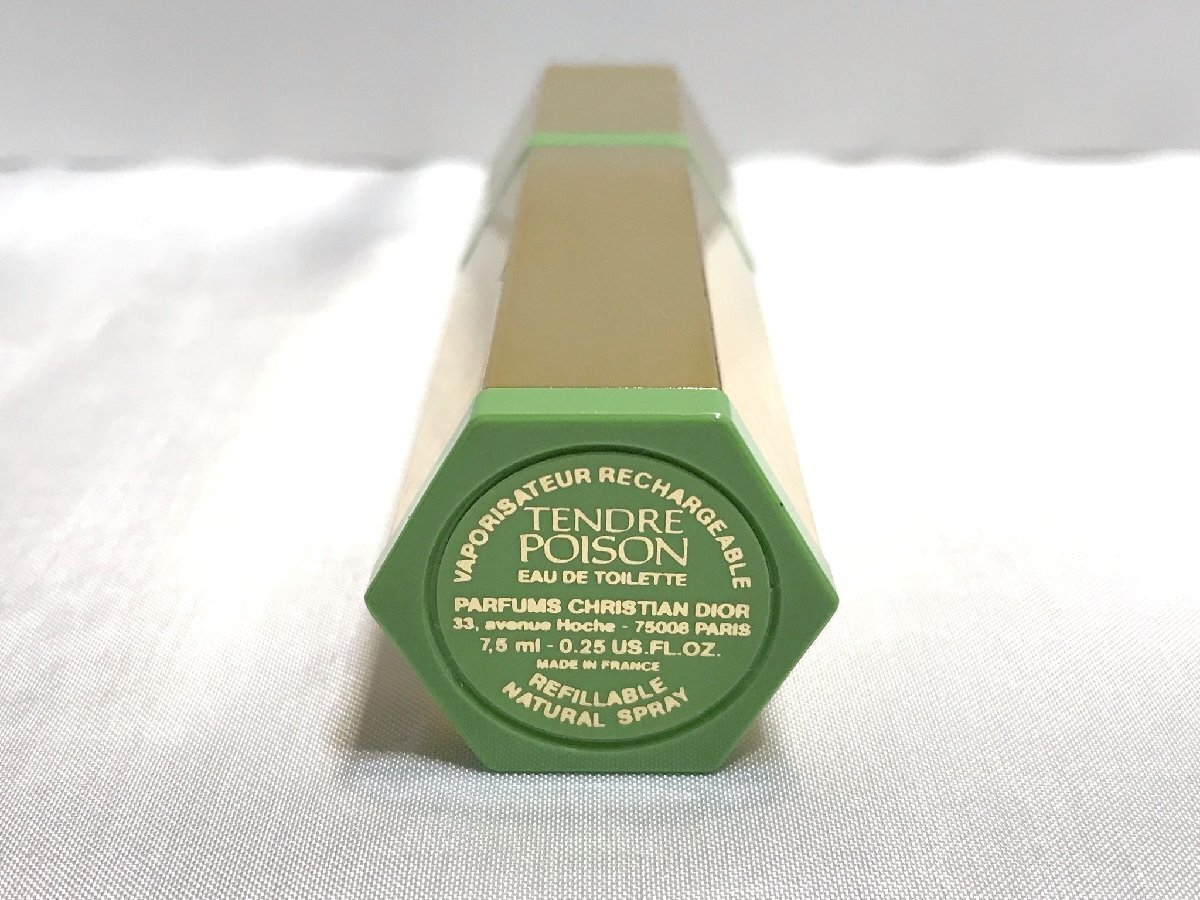 VAPORISATEUR RECHARGEABLE
TENDRE
POISON
EAU DE TOILETTE
PARFUMS CHRISTIAN DIOR
33, avenue Hoche - 75008 PARIS
7,5 ml - 0.25 US.FL.OZ.
MADE IN FRANCE
REFILLABLE
NATURAL SPRAY